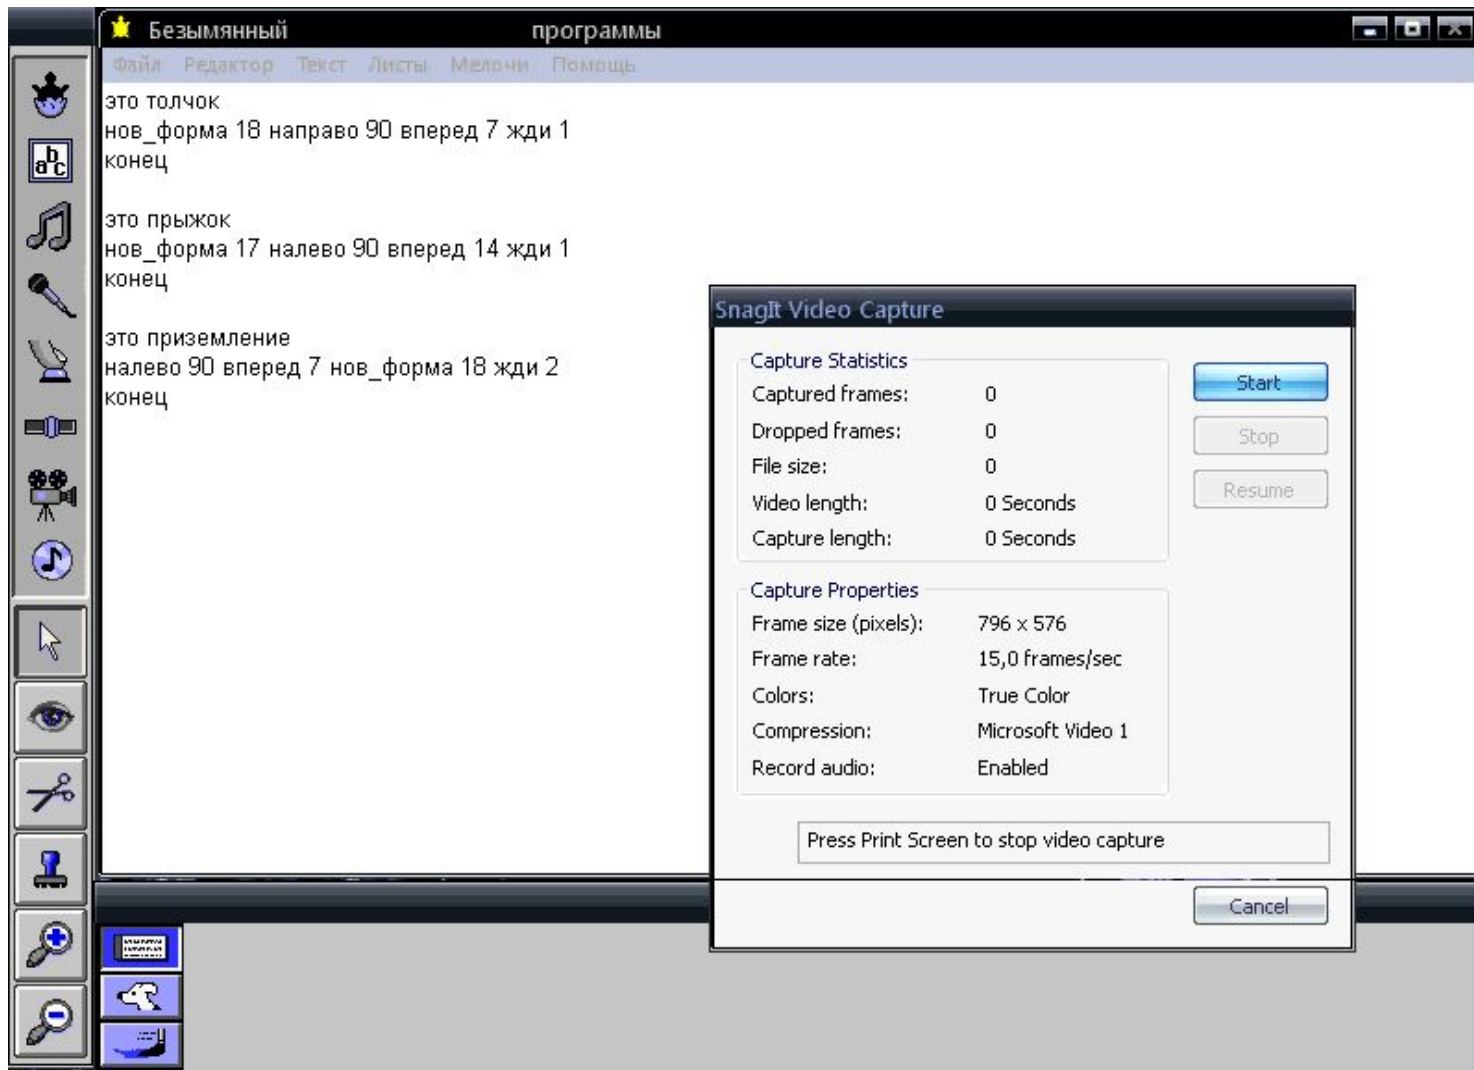 Безымянный программы
Файл Редактор Текст Листы Мелочи Помощь
это толчок
нов_форма 18 направо 90 вперед 7 жди 1
конец
это прыжок
нов_форма 17 налево 90 вперед 14 жди 1
конец
это приземление
налево 90 вперед 7 нов_форма 18 жди 2
конец
abc
SnagIt Video Capture
Capture Statistics
Captured frames: 0
Dropped frames: 0
File size: 0
Video length: 0 Seconds
Capture length: 0 Seconds
Start
Stop
Resume
Capture Properties
Frame size (pixels): 796 x 576
Frame rate: 15,0 frames/sec
Colors: True Color
Compression: Microsoft Video 1
Record audio: Enabled
Press Print Screen to stop video capture
Cancel